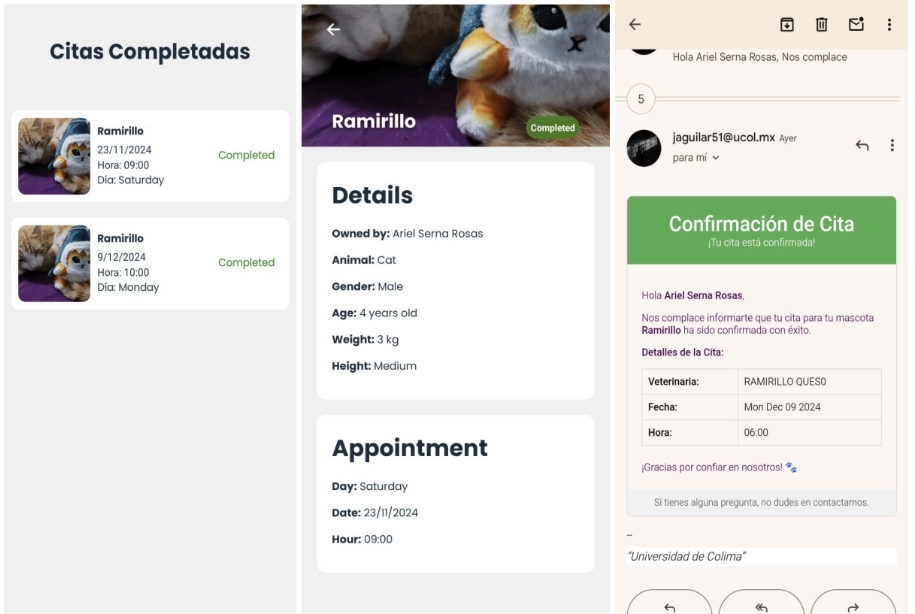 Citas Completadas
Ramirillo
23/11/2024
Hora: 09:00
Día: Saturday
Completed
Ramirillo
9/12/2024
Hora: 10:00
Día: Monday
Completed
Ramirillo
Completed
Details
Owned by: Ariel Serna Rosas
Animal: Cat
Gender: Male
Age: 4 years old
Weight: 3 kg
Height: Medium
Appointment
Day: Saturday
Date: 23/11/2024
Hour: 09:00
Hola Ariel Serna Rosas, Nos complace
5
jaguilar51@ucol.mx Ayer
para mí
Confirmación de Cita
¡Tu cita está confirmada!
Hola Ariel Serna Rosas,
Nos complace informarte que tu cita para tu mascota
Ramirillo ha sido confirmada con éxito.
Detalles de la Cita:
Veterinaria: RAMIRILLO QUES0
Fecha: Mon Dec 09 2024
Hora: 06:00
¡Gracias por confiar en nosotros! 🐾
Si tienes alguna pregunta, no dudes en contactarnos.
--
"Universidad de Colima"